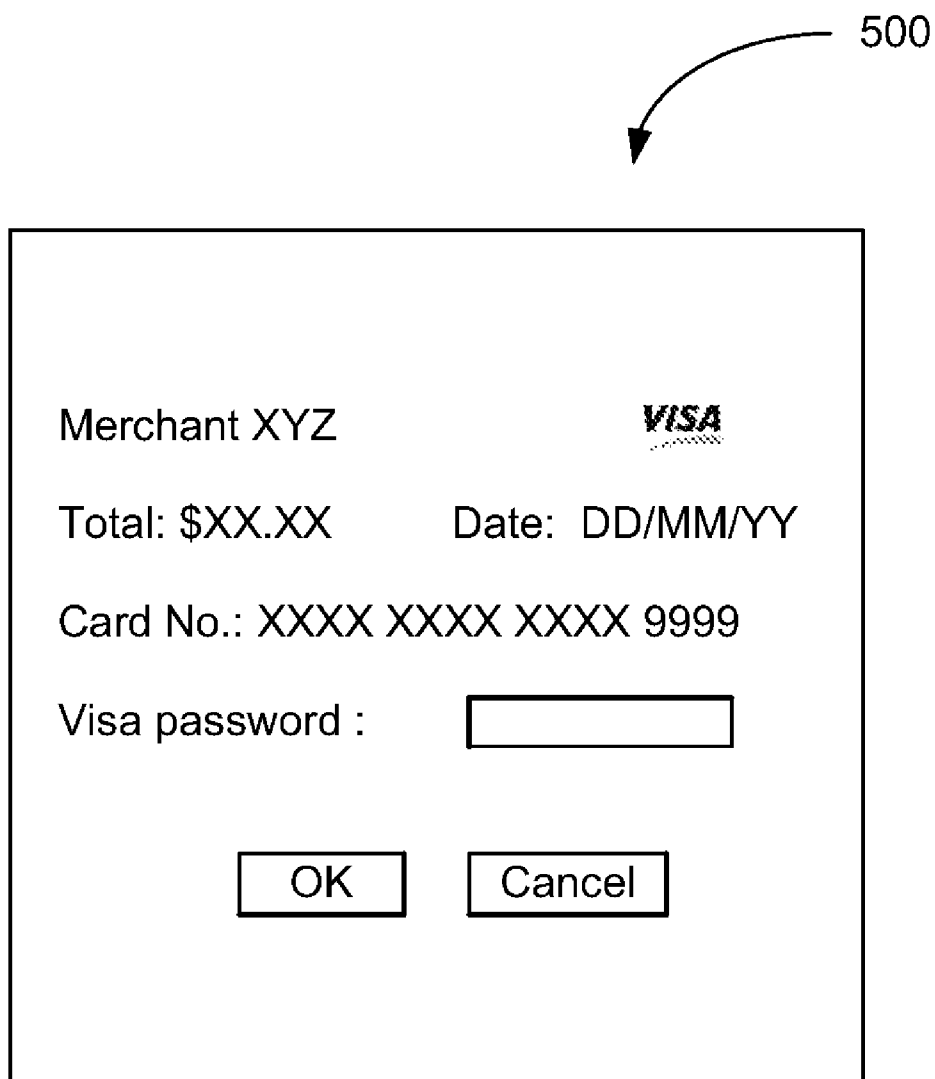 500
Merchant XYZ VISA
Total: $XX.XX Date: DD/MM/YY
Card No.: XXXX XXXX XXXX 9999
Visa password :
OK Cancel